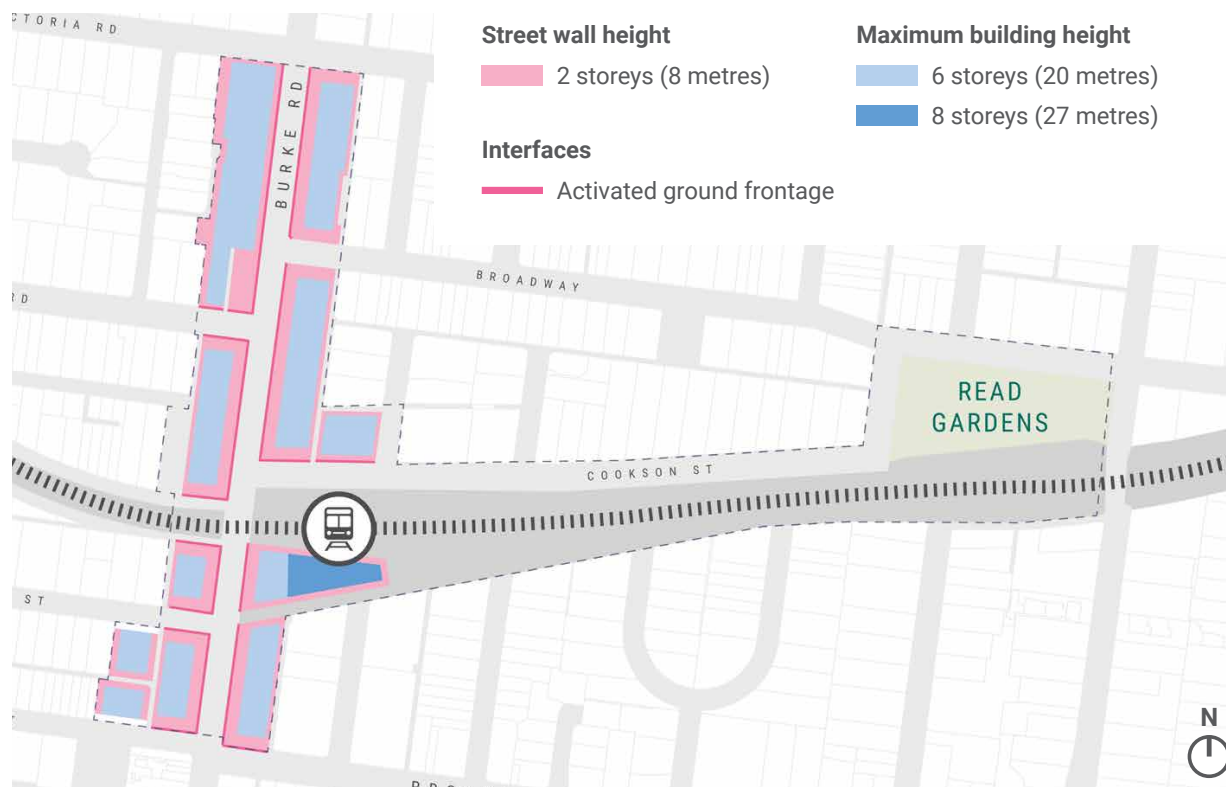 CTORIA RD
Street wall height
2 storeys (8 metres)
Interfaces
Activated ground frontage
Maximum building height
6 storeys (20 metres)
8 storeys (27 metres)
BURKE RD
BROADWAY
RD
READ
GARDENS
COOKSON ST
ST
N